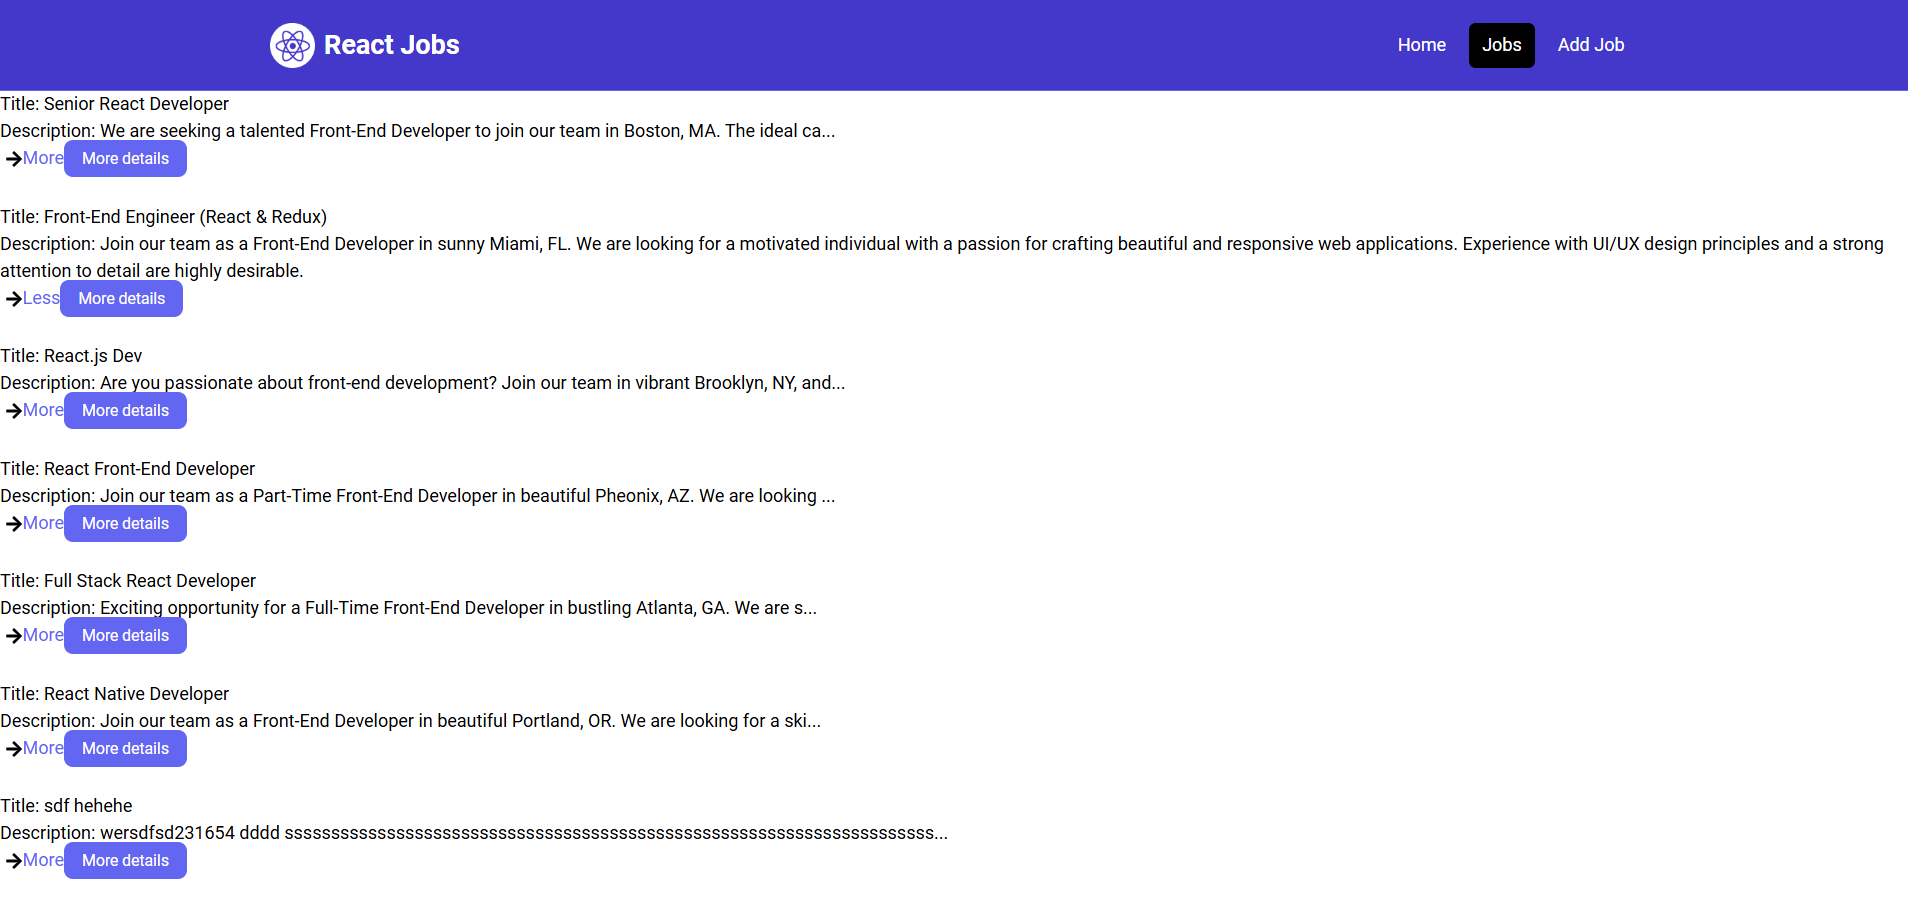 React Jobs
Home Jobs Add Job
Title: Senior React Developer
Description: We are seeking a talented Front-End Developer to join our team in Boston, MA. The ideal ca...
More More details
Title: Front-End Engineer (React & Redux)
Description: Join our team as a Front-End Developer in sunny Miami, FL. We are looking for a motivated individual with a passion for crafting beautiful and responsive web applications. Experience with UI/UX design principles and a strong
attention to detail are highly desirable.
Less More details
Title: React.js Dev
Description: Are you passionate about front-end development? Join our team in vibrant Brooklyn, NY, and...
More More details
Title: React Front-End Developer
Description: Join our team as a Part-Time Front-End Developer in beautiful Pheonix, AZ. We are looking ...
More More details
Title: Full Stack React Developer
Description: Exciting opportunity for a Full-Time Front-End Developer in bustling Atlanta, GA. We are s...
More More details
Title: React Native Developer
Description: Join our team as a Front-End Developer in beautiful Portland, OR. We are looking for a ski...
More More details
Title: sdf hehehe
Description: wersdfsd231654 dddd ssssssssssssssssssssssssssssssssssssssssssssssssssssssssssssssssssssss...
More More details